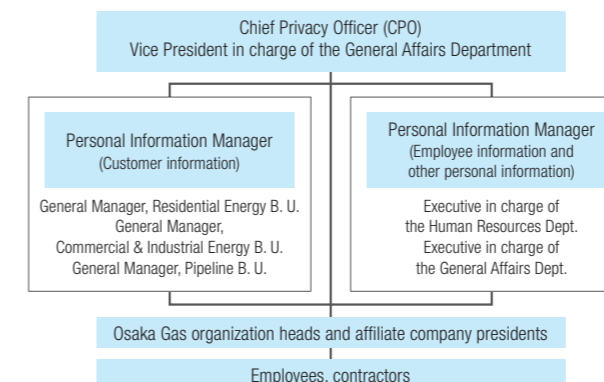 Chief Privacy Officer (CPO)
Vice President in charge of the General Affairs Department
Personal Information Manager
(Customer information)
General Manager, Residential Energy B. U.
General Manager,
Commercial & Industrial Energy B. U.
General Manager, Pipeline B. U.
Personal Information Manager
(Employee information and
other personal information)
Executive in charge of
the Human Resources Dept.
Executive in charge of
the General Affairs Dept.
Osaka Gas organization heads and affiliate company presidents
Employees, contractors